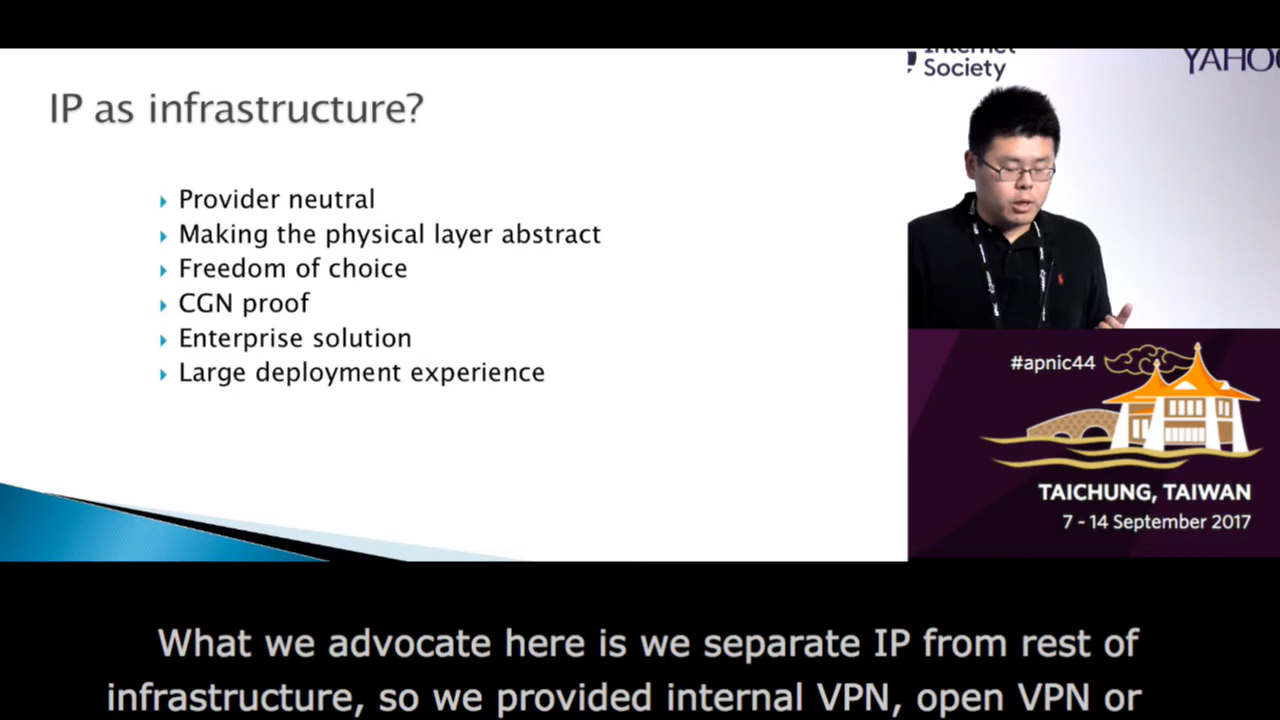 IP as infrastructure?
Provider neutral
Making the physical layer abstract
Freedom of choice
CGN proof
Enterprise solution
Large deployment experience
Internet
Society
YAHOO
#apnic44
TAICHUNG, TAIWAN
7 - 14 September 2017
What we advocate here is we separate IP from rest of
infrastructure, so we provided internal VPN, open VPN or